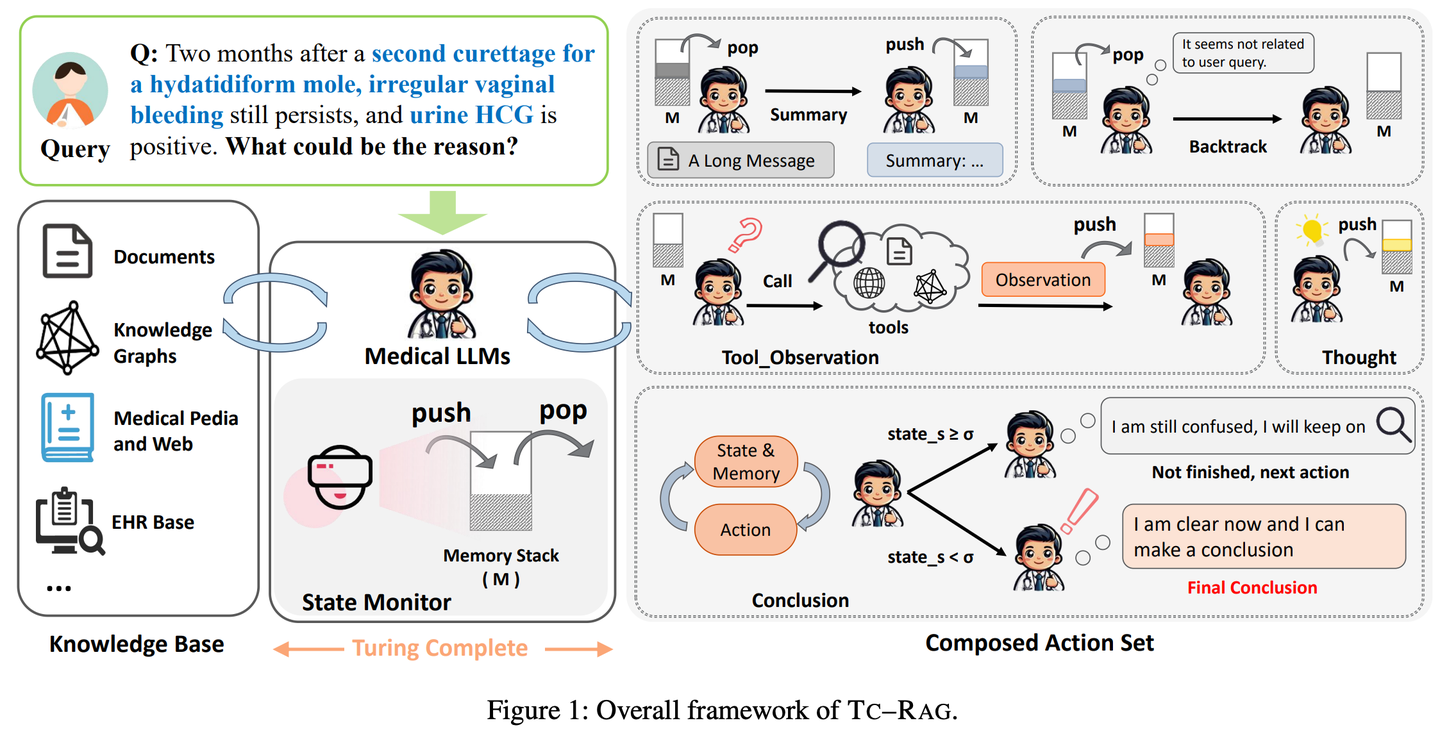 Q: Two months after a second curettage for
a hydatidiform mole, irregular vaginal
bleeding still persists, and urine HCG is
positive. What could be the reason?
Query
Documents
Knowledge
Graphs
Medical Pedia
and Web
EHR Base
...
Knowledge Base
Medical LLMs
push
pop
Memory Stack
( M )
State Monitor
Turing Complete
pop
M
Summary
push
M
A Long Message
Summary: ...
pop
It seems not related
to user query.
M
Backtrack
M
M
Call
tools
Observation
push
M
Tool_Observation
push
M
Thought
State &
Memory
Action
state_s ≥ σ
state_s < σ
I am still confused, I will keep on
Not finished, next action
I am clear now and I can
make a conclusion
Final Conclusion
Conclusion
Composed Action Set
Figure 1: Overall framework of TC–RAG.